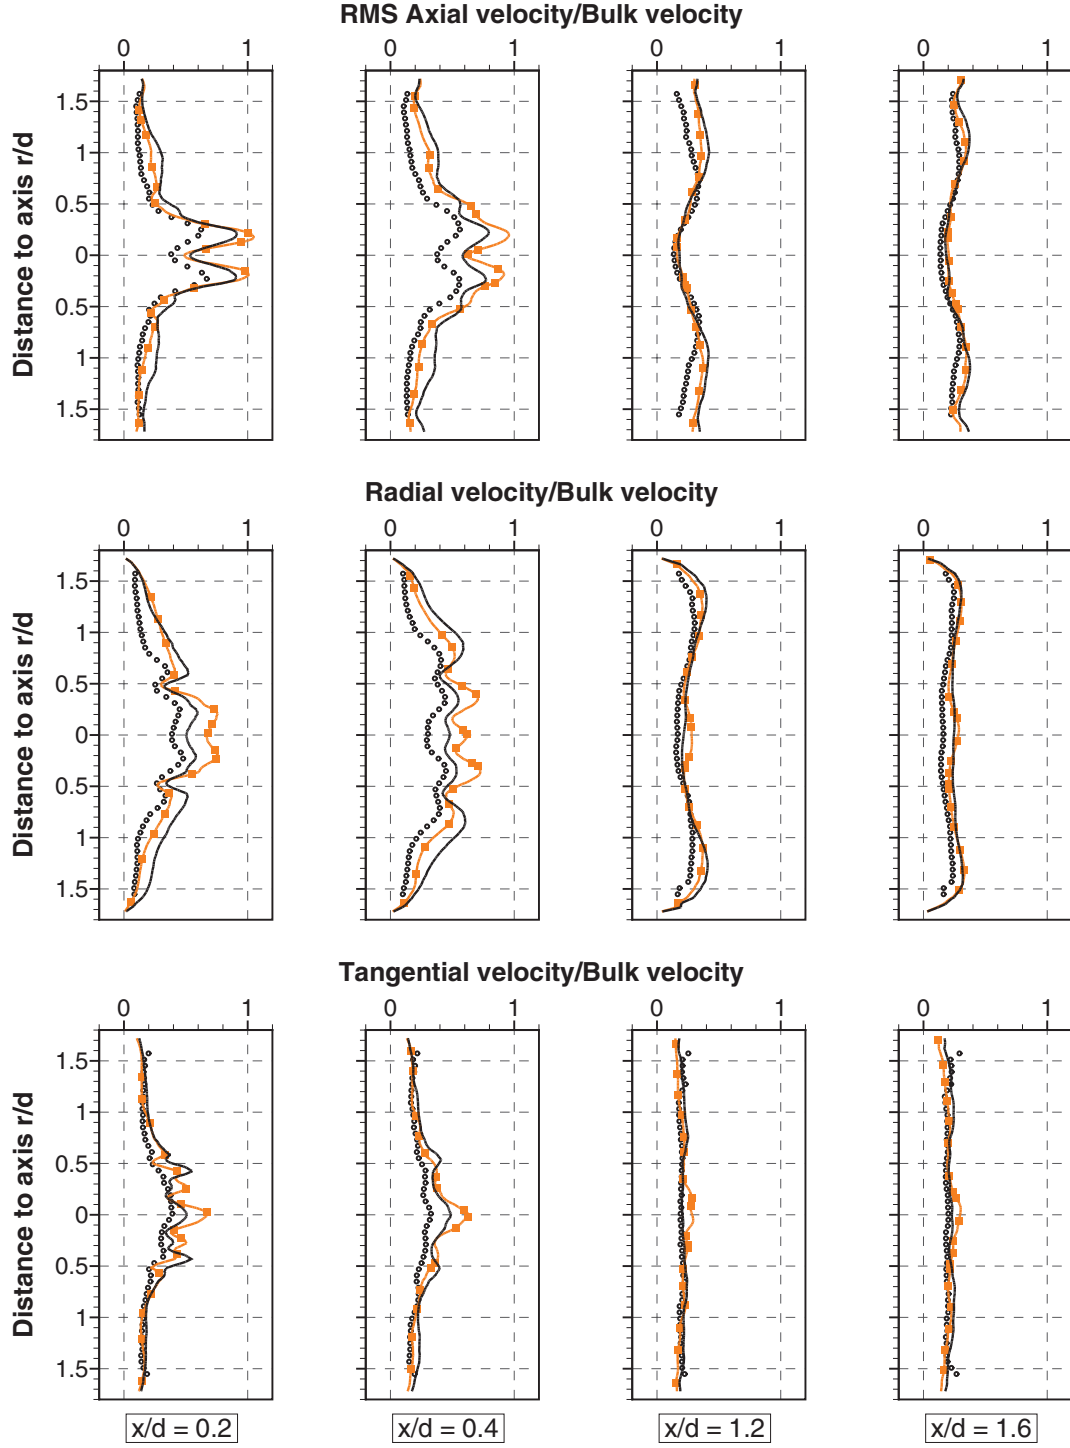 RMS Axial velocity/Bulk velocity
0 1 0 1 0 1 0 1
Distance to axis r/d
1.5
1
0.5
0
0.5
1
1.5
Radial velocity/Bulk velocity
0 1 0 1 0 1 0 1
Distance to axis r/d
1.5
1
0.5
0
0.5
1
1.5
Tangential velocity/Bulk velocity
0 1 0 1 0 1 0 1
Distance to axis r/d
1.5
1
0.5
0
0.5
1
1.5
x/d = 0.2 x/d = 0.4 x/d = 1.2 x/d = 1.6